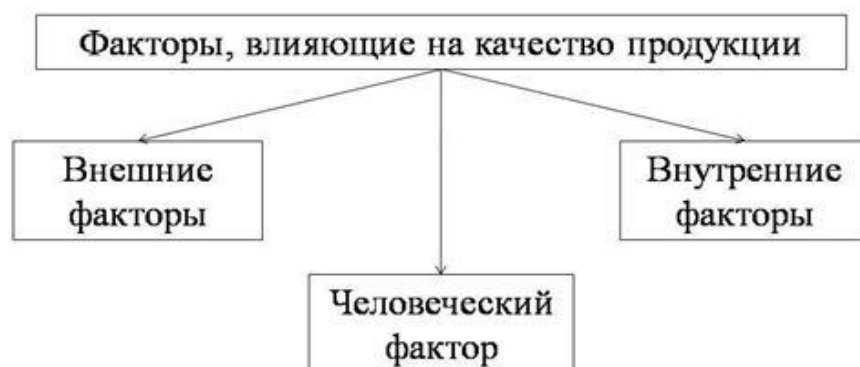 Факторы, влияющие на качество продукции
Внешние
факторы
Внутренние
факторы
Человеческий
фактор